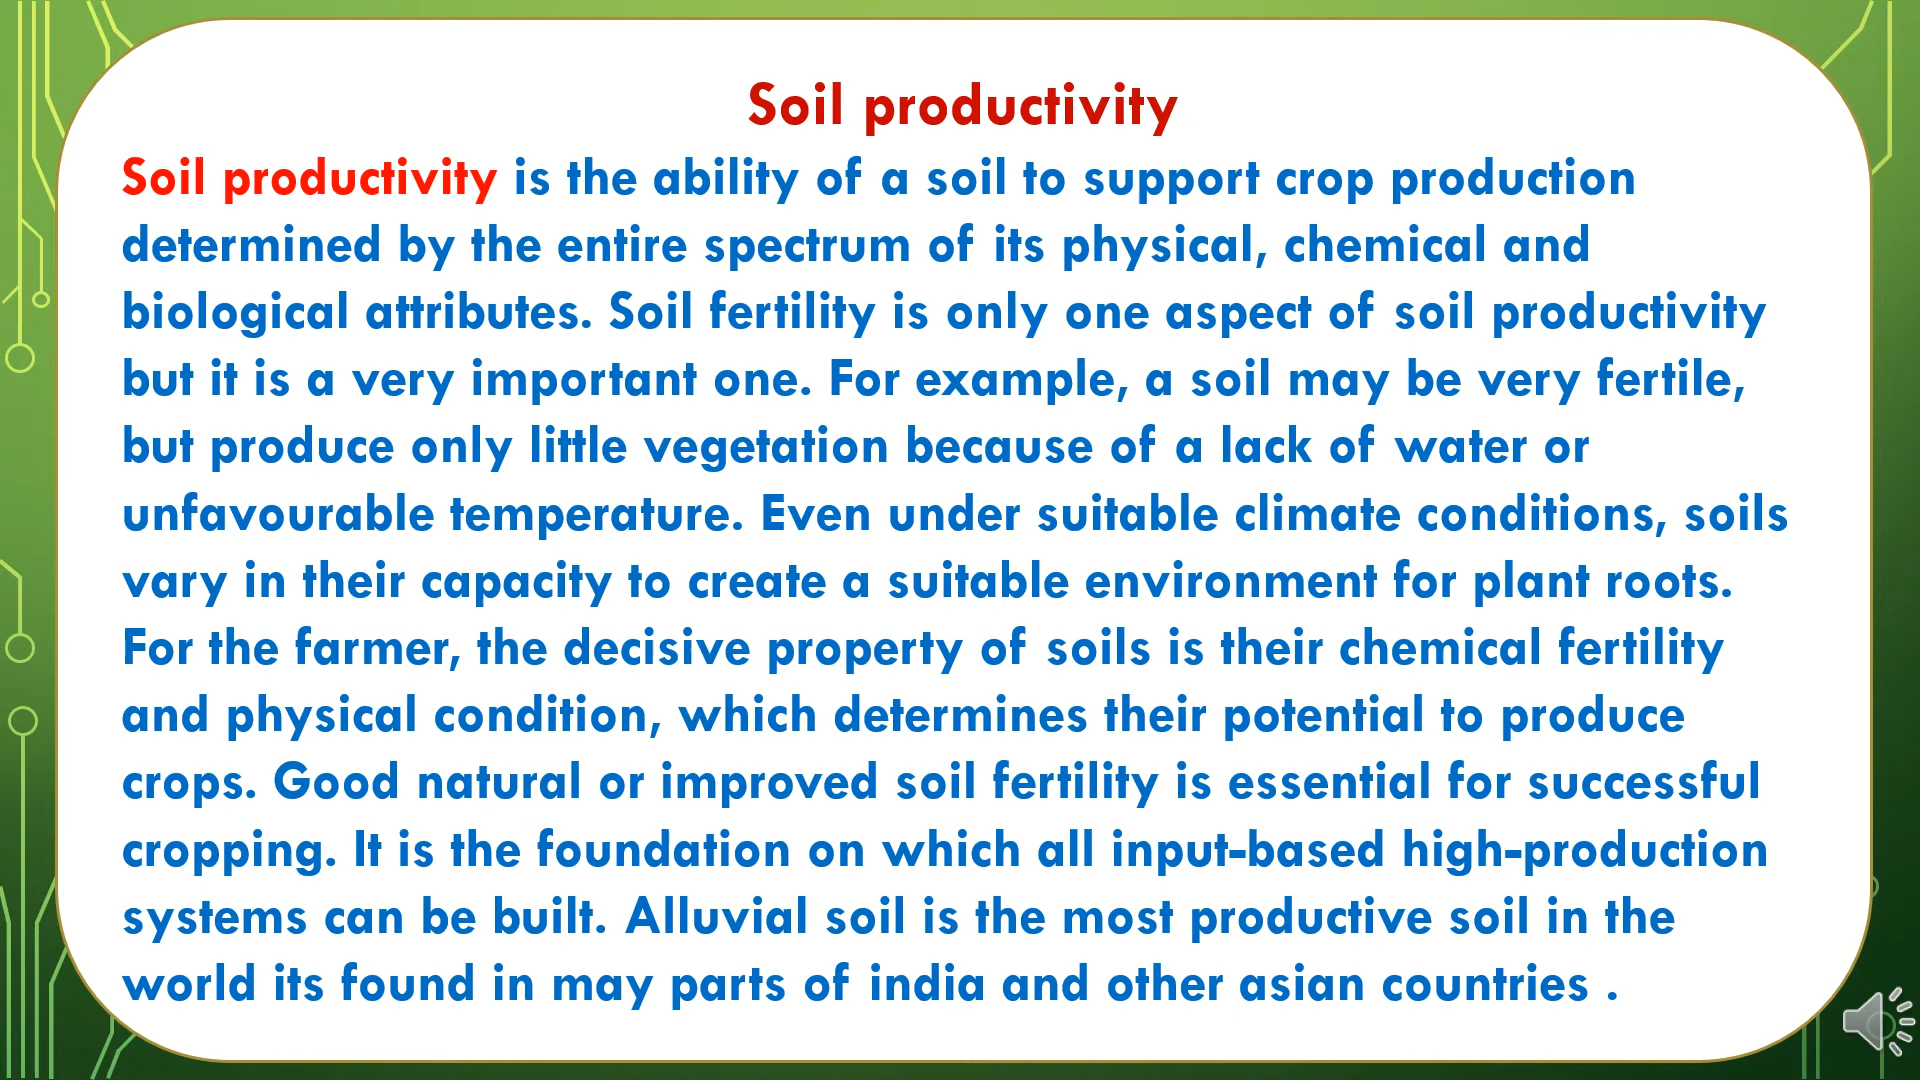 Soil productivity
Soil productivity is the ability of a soil to support crop production
determined by the entire spectrum of its physical, chemical and
biological attributes. Soil fertility is only one aspect of soil productivity
but it is a very important one. For example, a soil may be very fertile,
but produce only little vegetation because of a lack of water or
unfavourable temperature. Even under suitable climate conditions, soils
vary in their capacity to create a suitable environment for plant roots.
For the farmer, the decisive property of soils is their chemical fertility
and physical condition, which determines their potential to produce
crops. Good natural or improved soil fertility is essential for successful
cropping. It is the foundation on which all input-based high-production
systems can be built. Alluvial soil is the most productive soil in the
world its found in may parts of india and other asian countries .